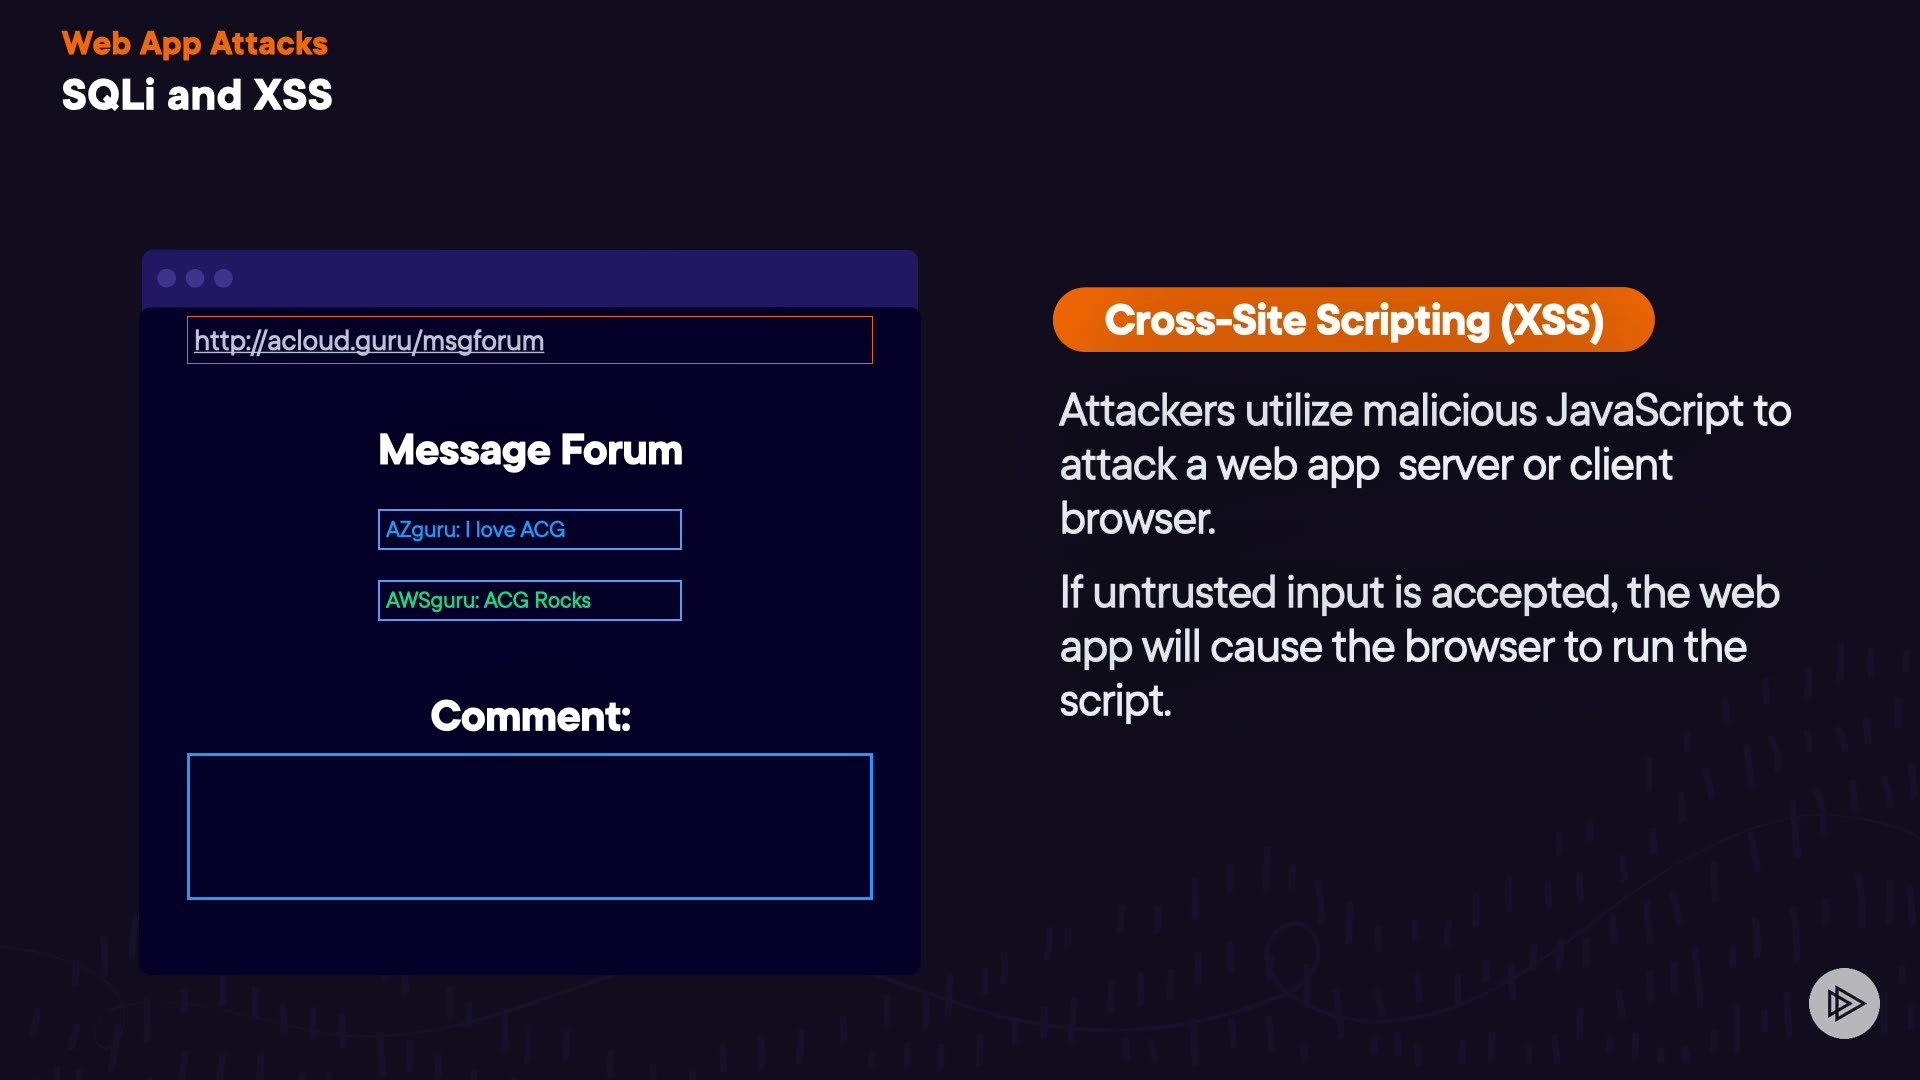 Web App Attacks
SQLi and XSS
http://acloud.guru/msgforum
Message Forum
AZguru: I love ACG
AWSguru: ACG Rocks
Comment:
Cross-Site Scripting (XSS)
Attackers utilize malicious JavaScript to
attack a web app server or client
browser.
If untrusted input is accepted, the web
app will cause the browser to run the
script.